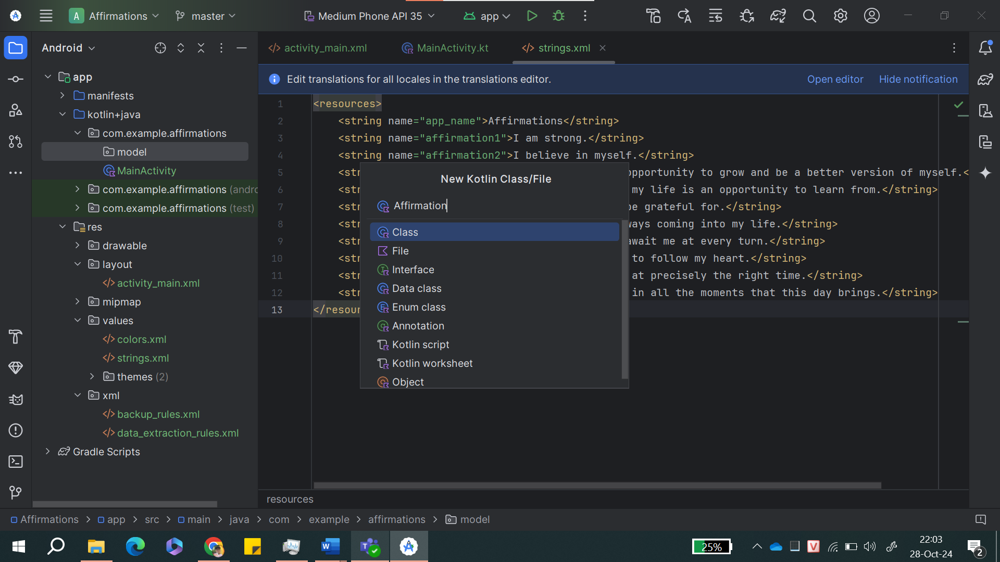 A Affirmations master Medium Phone API 35 app
Android
app
manifests
kotlin+java
com.example.affirmations
model
MainActivity
com.example.affirmations (andro
com.example.affirmations (test)
res
drawable
layout
activity_main.xml
mipmap
values
colors.xml
strings.xml
themes (2)
xml
backup_rules.xml
data_extraction_rules.xml
Gradle Scripts
activity_main.xml MainActivity.kt strings.xml
Edit translations for all locales in the translations editor. Open editor Hide notification
1 <resources>
2 <string name="app_name">Affirmations</string>
3 <string name="affirmation1">I am strong.</string>
4 <string name="affirmation2">I believe in myself.</string>
5 <str opportunity to grow and be a better version of myself.<
6 <str my life is an opportunity to learn from.</string>
7 <str be grateful for.</string>
8 <str ways coming into my life.</string>
9 <str await me at every turn.</string>
10 <str to follow my heart.</string>
11 <str at precisely the right time.</string>
12 <str in all the moments that this day brings.</string>
13 </resour
New Kotlin Class/File
Affirmation
Class
File
Interface
Data class
Enum class
Annotation
Kotlin script
Kotlin worksheet
Object
resources
Affirmations > app > src > main > java > com > example > affirmations > model
25%
22:03
28-Oct-24
2